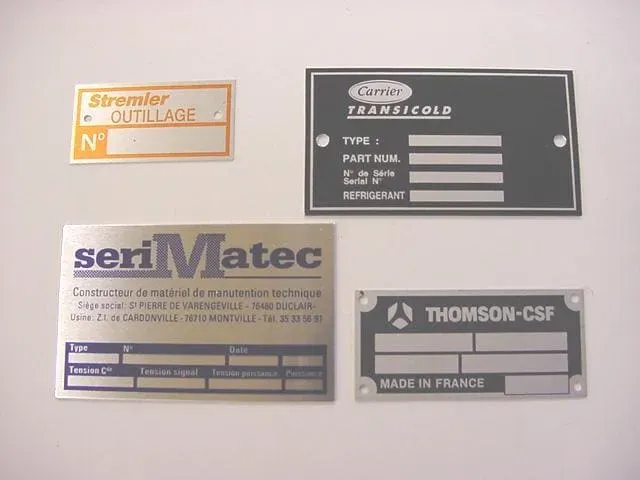 Stremler
OUTILLAGE
N°
Carrier
TRANSICOLD
TYPE :
PART NUM.
N° de Série
Serial N°
REFRIGERANT
seriMatec
Constructeur de matériel de manutention technique
Siège social: St PIERRE DE VARENGEVILLE - 76480 DUCLAIR-
Usine: Z.I. de CARDONVILLE - 76710 MONTVILLE - Tél. 35 33 56 91
Type N° Date
Tension Cde Tension signal Tension puissance Puissance
THOMSON-CSF
MADE IN FRANCE